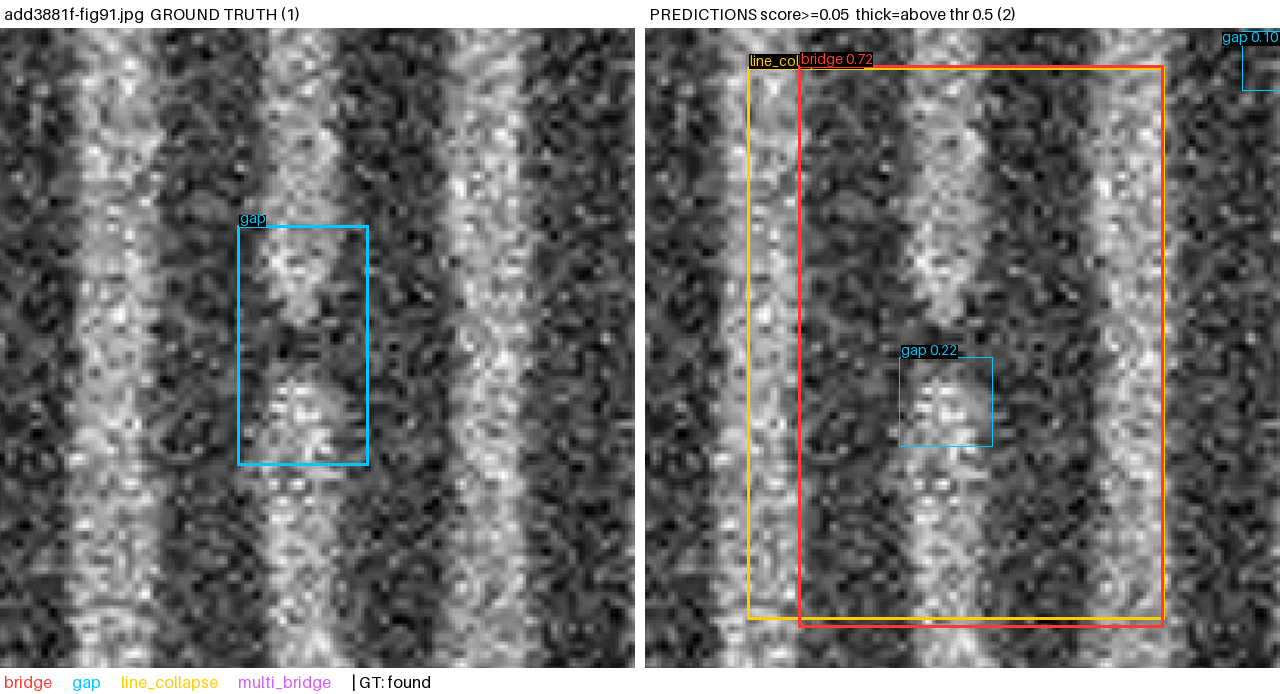 add3881f-fig91.jpg GROUND TRUTH (1)
PREDICTIONS score>=0.05 thick=above thr 0.5 (2)
gap
gap 0.10
line_col
bridge 0.72
gap 0.22
bridge gap line_collapse multi_bridge | GT: found